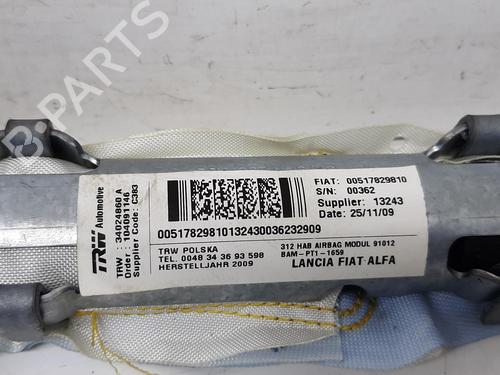 B-PARTS
TRW Automotive
TRW : 34024860 A
Order : 104091146
Supplier Code: C3B3
FIAT: 00517829810
S/N: 00362
Supplier: 13243
Date: 25/11/09
00517829810132430036232909
TRW POLSKA
TEL. 0048 34 36 93 598
HERSTELLJAHR 2009
312 HAB AIRBAG MODUL 91012
BAM-PT1-1659
LANCIA FIAT ALFA